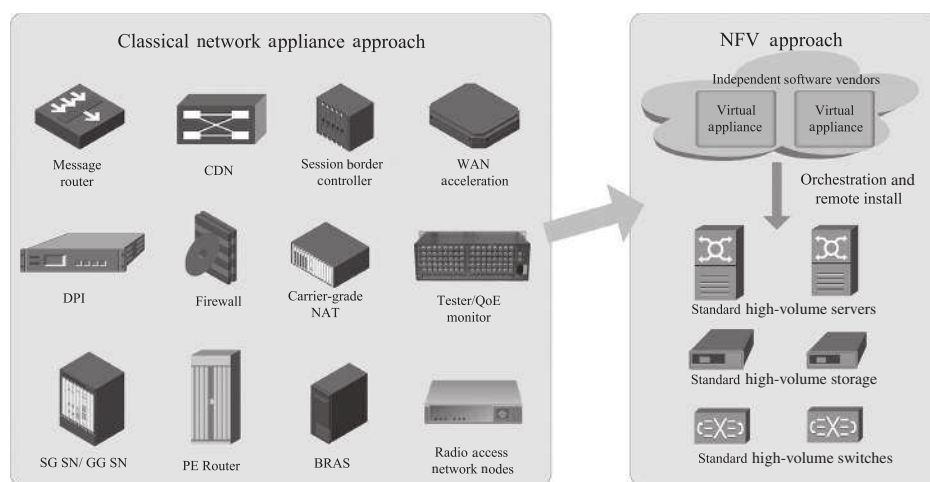 Classical network appliance approach
Message
router
CDN
Session border
controller
WAN
acceleration
DPI
Firewall
Carrier-grade
NAT
Tester/QoE
monitor
SG SN/ GG SN
PE Router
BRAS
Radio access
network nodes
NFV approach
Independent software vendors
Virtual
appliance
Virtual
appliance
Orchestration and
remote install
Standard high-volume servers
Standard high-volume storage
Standard high-volume switches